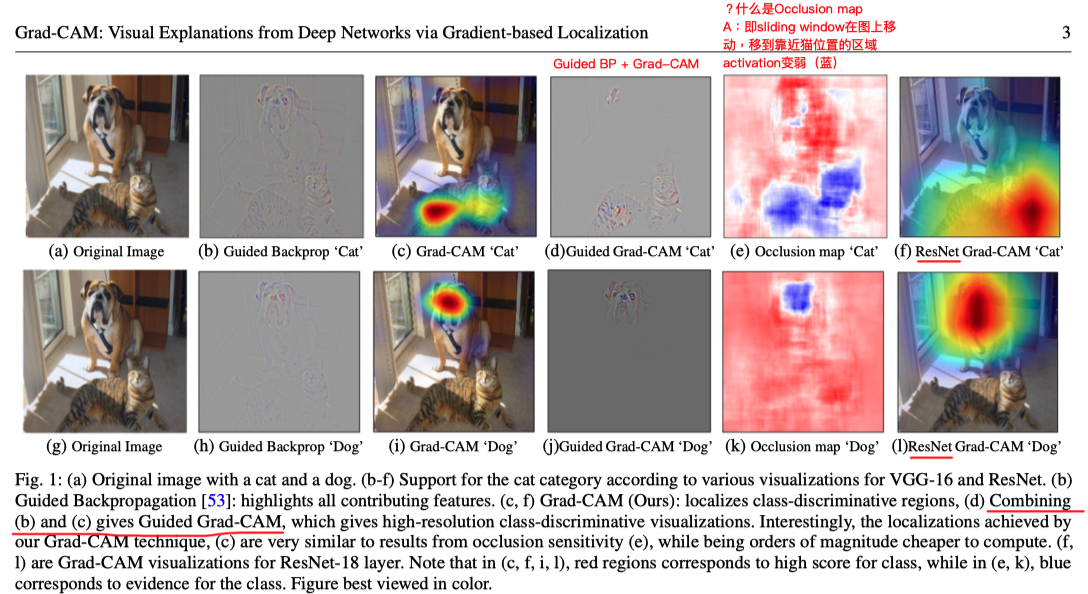 ？什么是Occlusion map
A：即sliding window在图上移
动，移到靠近猫位置的区域
activation变弱（蓝）
Grad-CAM: Visual Explanations from Deep Networks via Gradient-based Localization
3
Guided BP + Grad-CAM
(a) Original Image
(b) Guided Backprop ‘Cat’
(c) Grad-CAM ‘Cat’
(d)Guided Grad-CAM ‘Cat’
(e) Occlusion map ‘Cat’
(f) ResNet Grad-CAM ‘Cat’
(g) Original Image
(h) Guided Backprop ‘Dog’
(i) Grad-CAM ‘Dog’
(j)Guided Grad-CAM ‘Dog’
(k) Occlusion map ‘Dog’
(l)ResNet Grad-CAM ‘Dog’
Fig. 1: (a) Original image with a cat and a dog. (b-f) Support for the cat category according to various visualizations for VGG-16 and ResNet. (b)
Guided Backpropagation [53]: highlights all contributing features. (c, f) Grad-CAM (Ours): localizes class-discriminative regions, (d) Combining
(b) and (c) gives Guided Grad-CAM, which gives high-resolution class-discriminative visualizations. Interestingly, the localizations achieved by
our Grad-CAM technique, (c) are very similar to results from occlusion sensitivity (e), while being orders of magnitude cheaper to compute. (f,
l) are Grad-CAM visualizations for ResNet-18 layer. Note that in (c, f, i, l), red regions corresponds to high score for class, while in (e, k), blue
corresponds to evidence for the class. Figure best viewed in color.